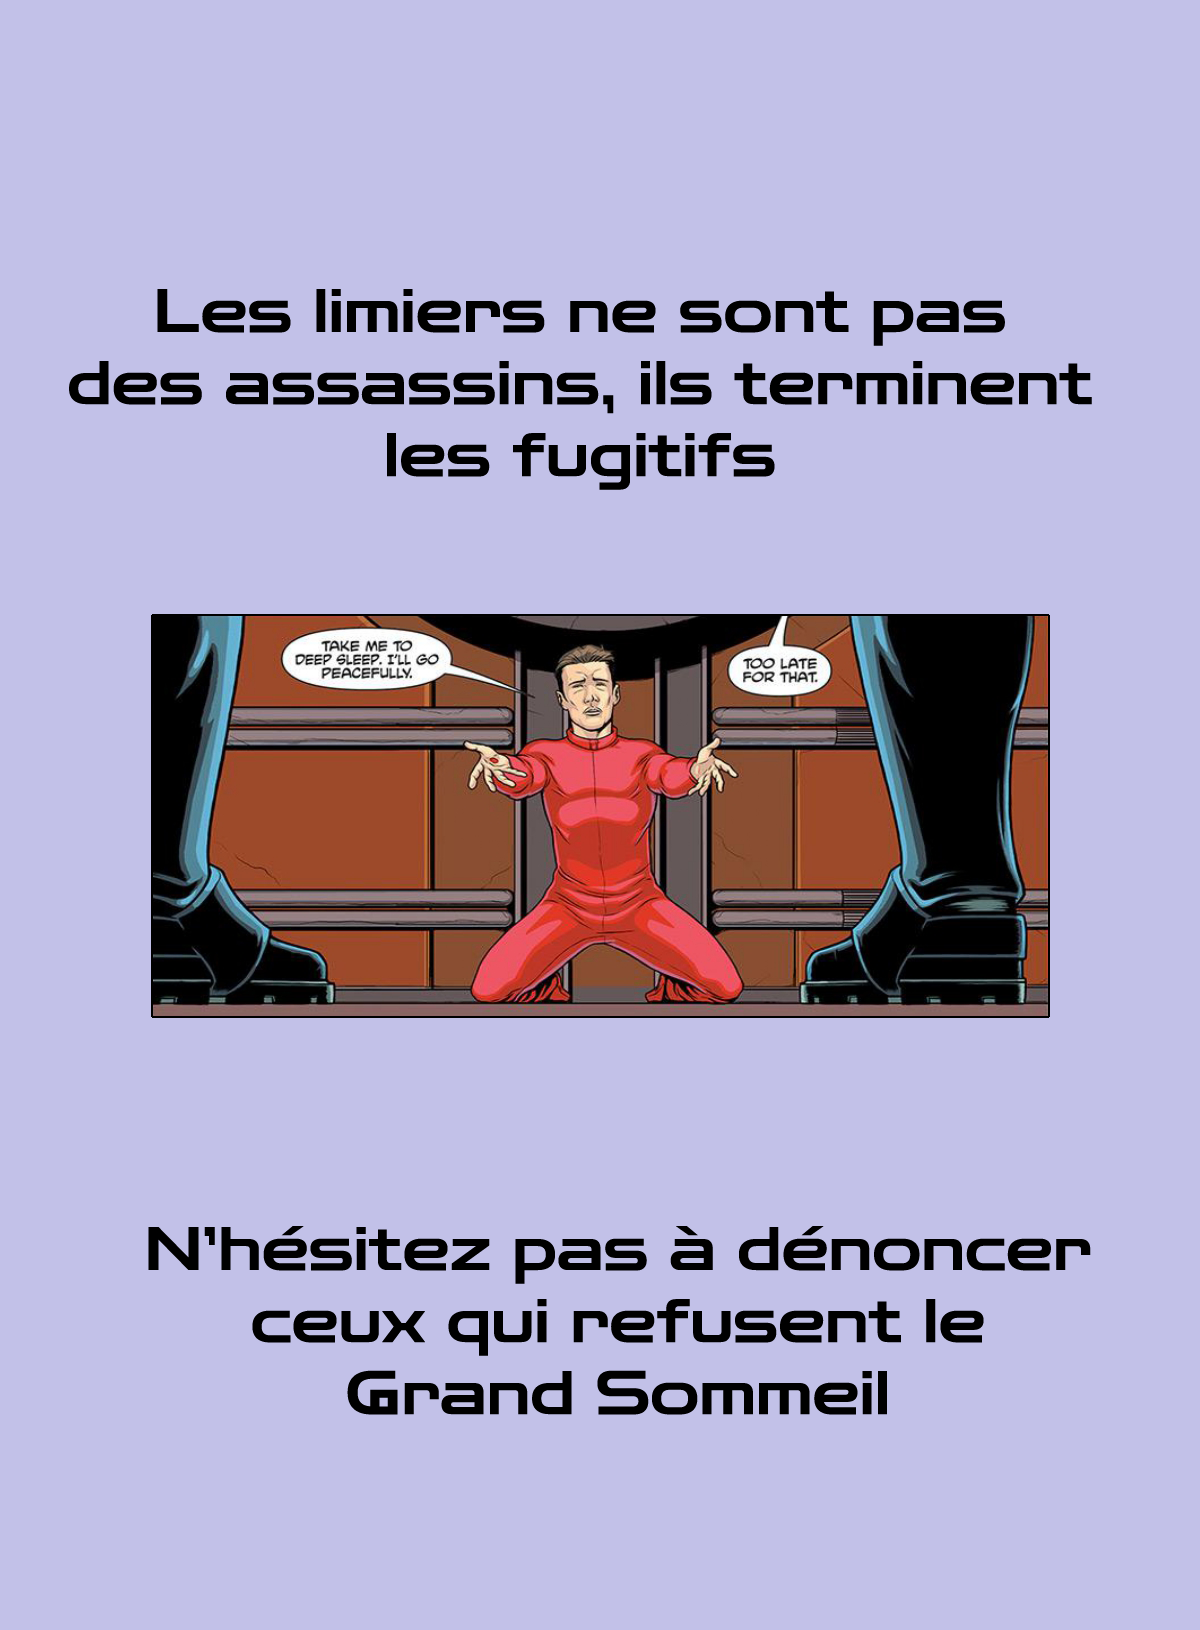 Les limiers ne sont pas
des assassins, ils terminent
les fugitifs
TAKE ME TO
DEEP SLEEP. I'LL GO
PEACEFULLY.
TOO LATE
FOR THAT.
N'hésitez pas à dénoncer
ceux qui refusent le
Grand Sommeil